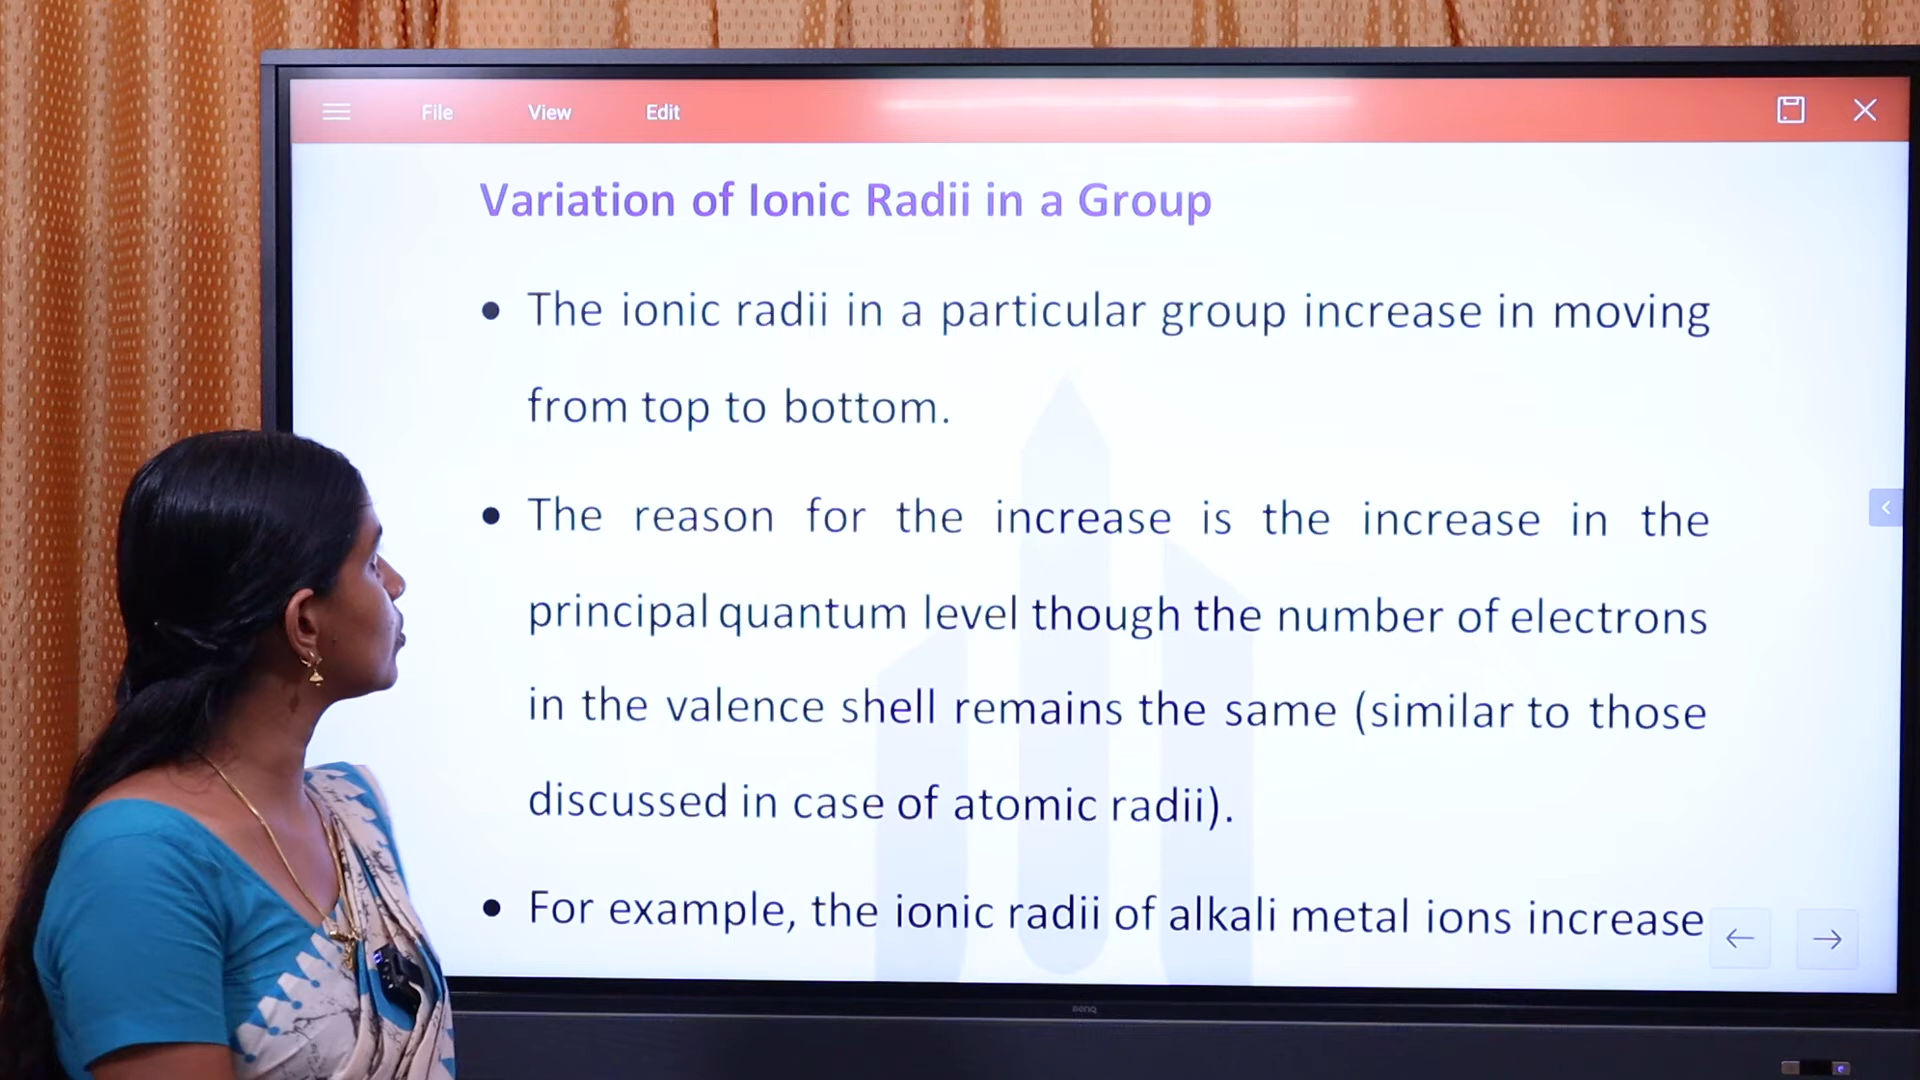 File View Edit
Variation of Ionic Radii in a Group
• The ionic radii in a particular group increase in moving
from top to bottom.
• The reason for the increase is the increase in the
principal quantum level though the number of electrons
in the valence shell remains the same (similar to those
discussed in case of atomic radii).
• For example, the ionic radii of alkali metal ions increase
BenQ